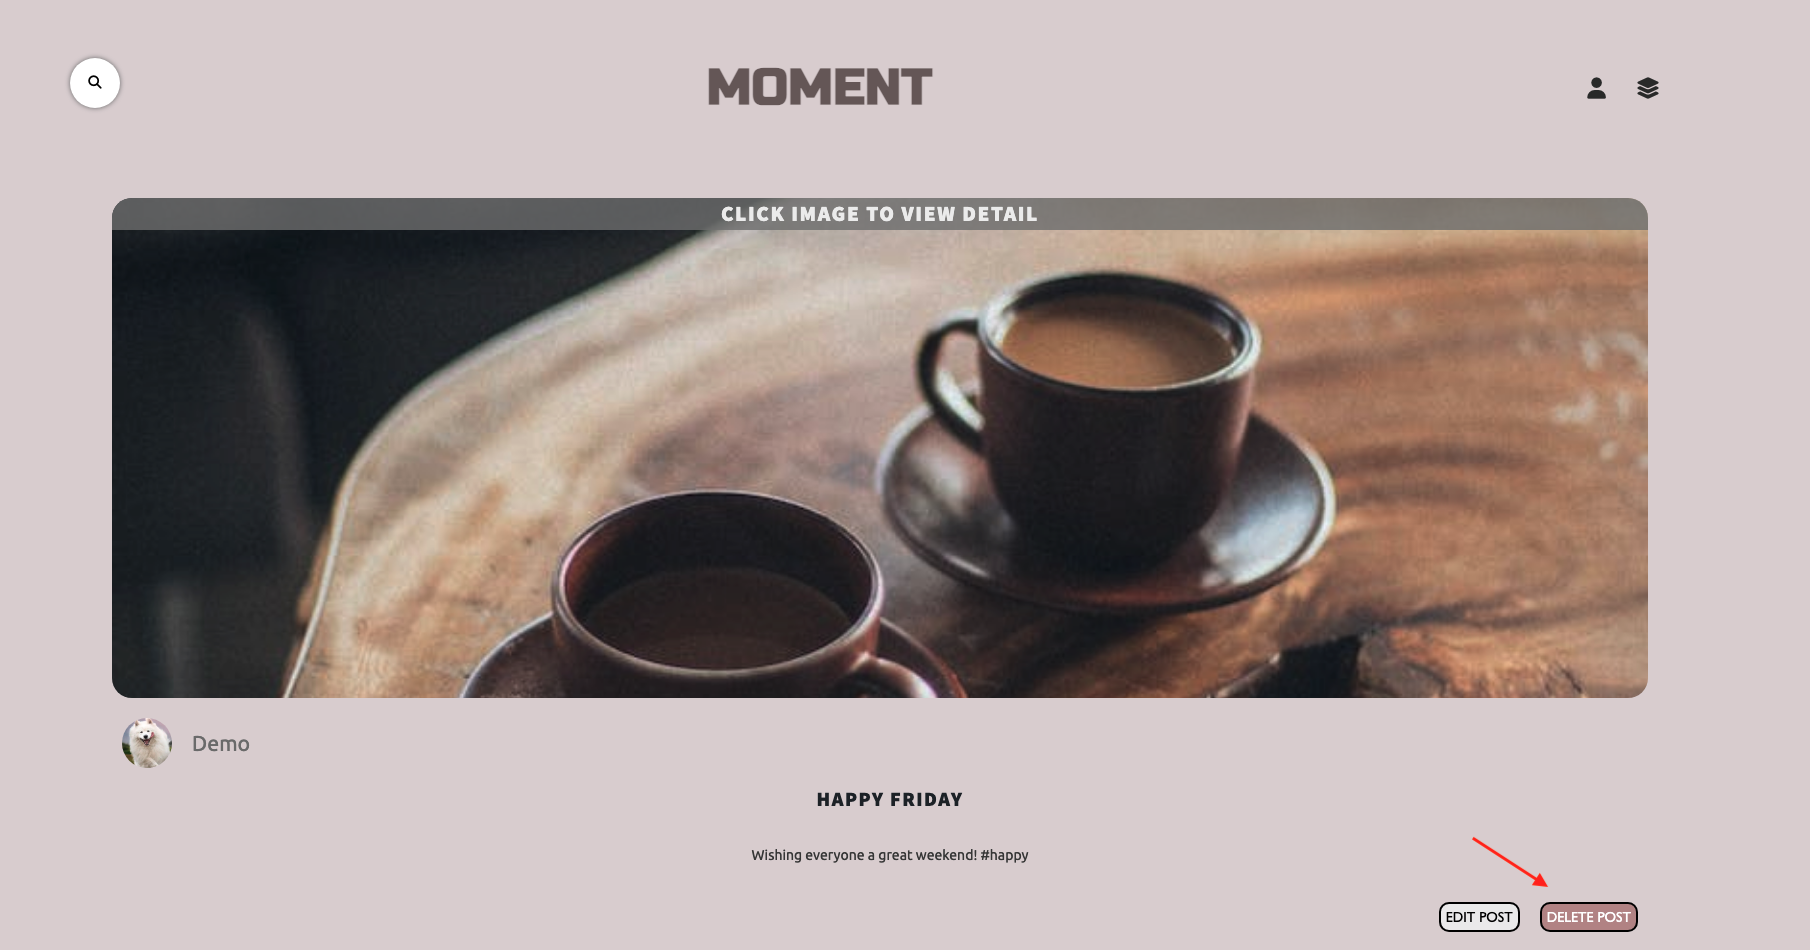 MOMENT
CLICK IMAGE TO VIEW DETAIL
Demo
HAPPY FRIDAY
Wishing everyone a great weekend! #happy
EDIT POST
DELETE POST